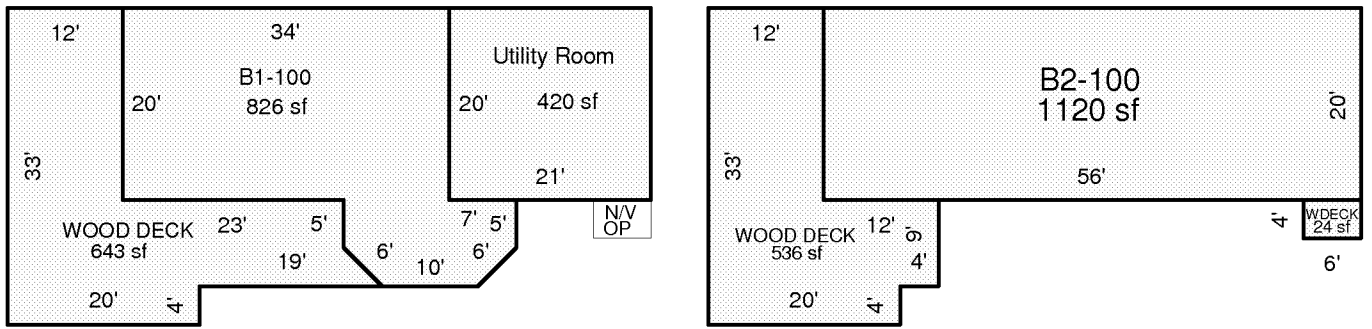 12'
34'
Utility Room
B1-100
826 sf
20'
20'
420 sf
33'
21'
WOOD DECK
643 sf
23'
5'
7'
5'
N/V
OP
19'
6'
10'
6'
20'
4'
12'
B2-100
1120 sf
20'
33'
56'
WOOD DECK
536 sf
12'
9'
4'
4'
WDECK
24 sf
6'
20'
4'